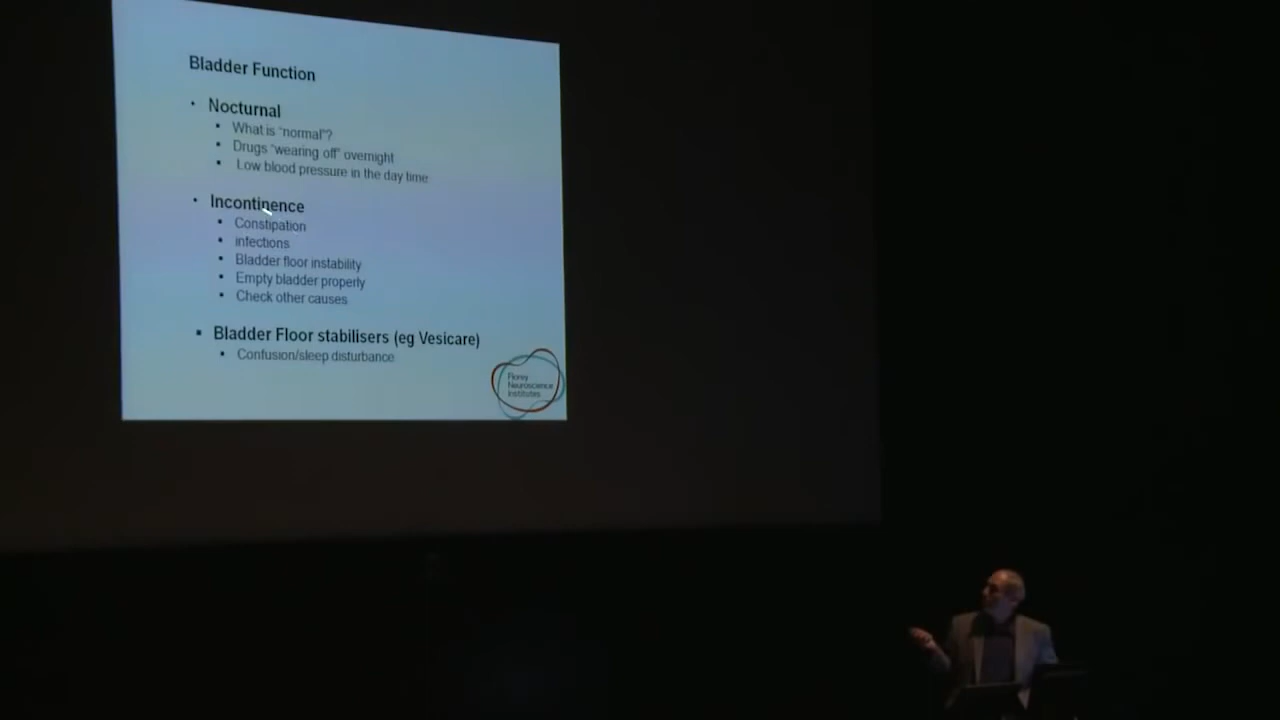 Bladder Function
• Nocturnal
▪ What is "normal"?
▪ Drugs "wearing off" overnight
▪ Low blood pressure in the day time
• Incontinence
▪ Constipation
▪ infections
▪ Bladder floor instability
▪ Empty bladder properly
▪ Check other causes
▪ Bladder Floor stabilisers (eg Vesicare)
▪ Confusion/sleep disturbance
Florey
Neuroscience
Institutes